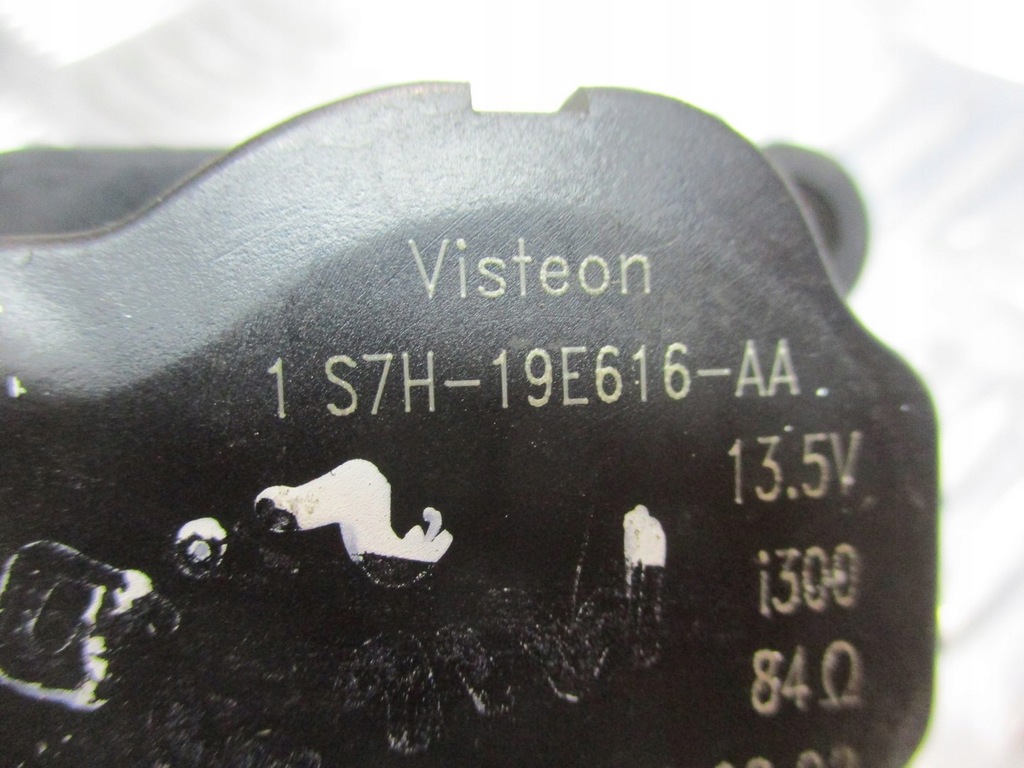 Visteon
1 S7H-19E616-AA
13.5V
i300
84Ω